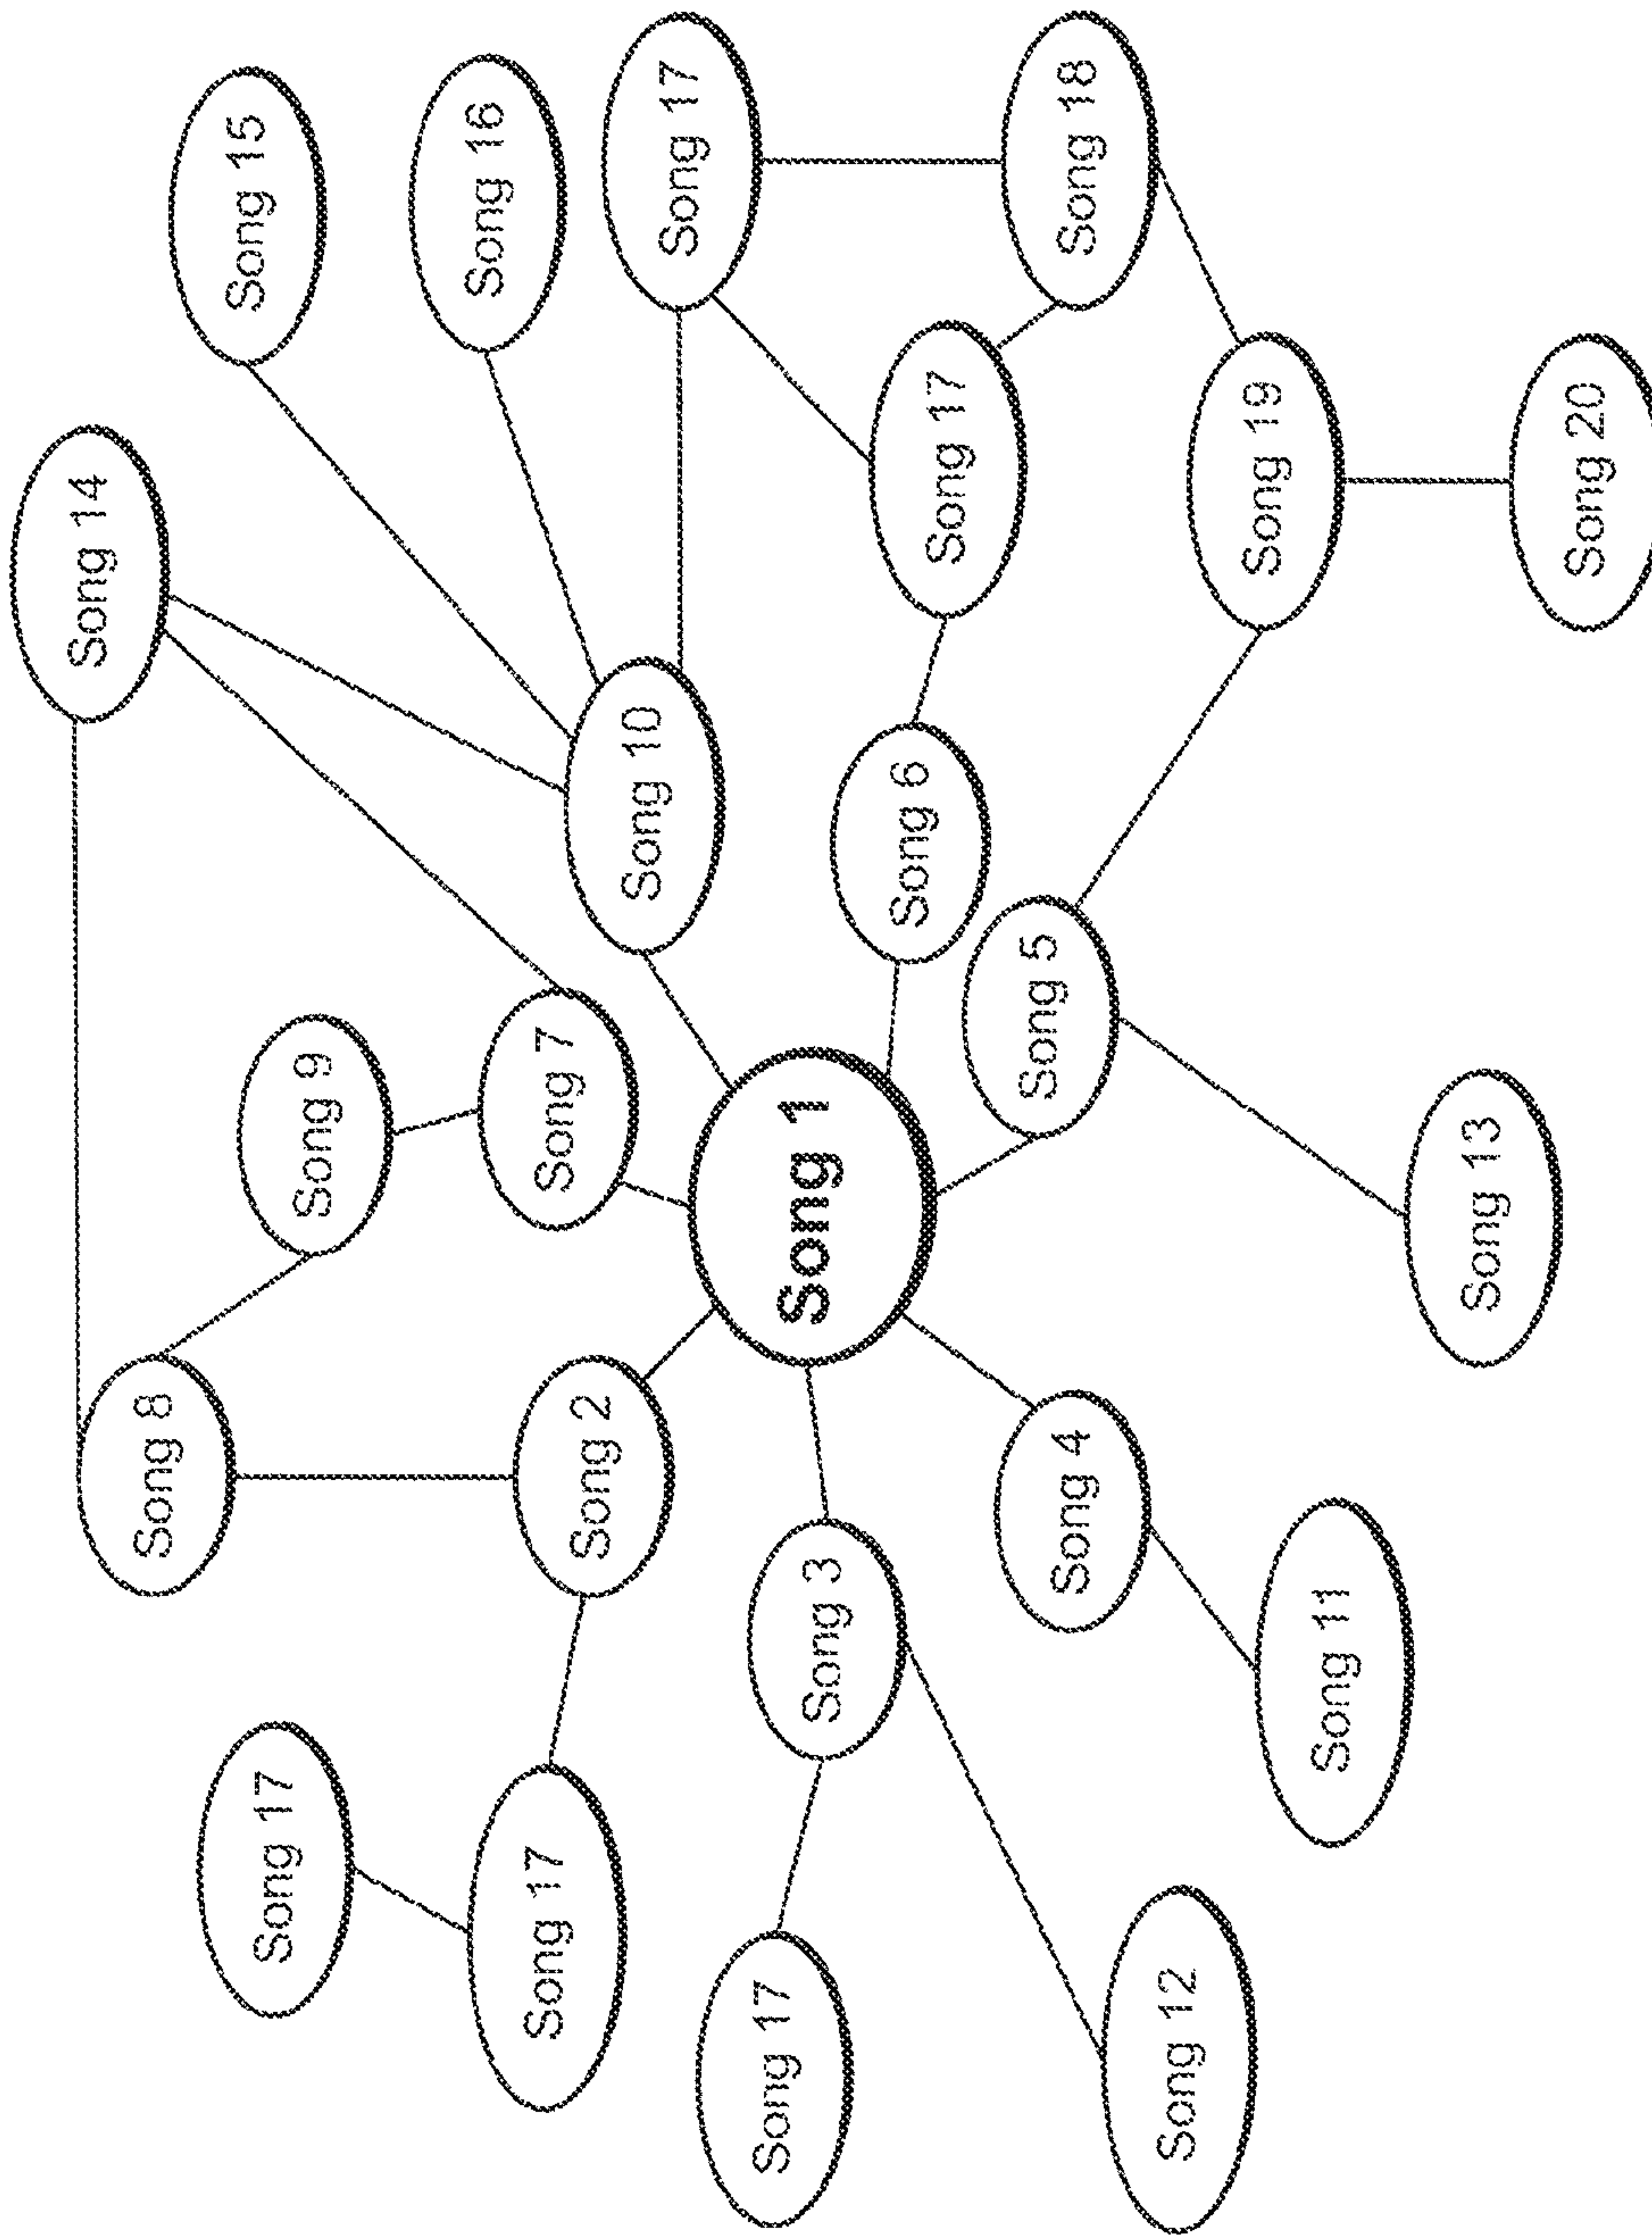 Song 14
Song 8
Song 15
Song 17
Song 9
Song 16
Song 17
Song 7
Song 2
Song 10
Song 17
Song 17
Song 1
Song 3
Song 6
Song 17
Song 5
Song 4
Song 18
Song 12
Song 19
Song 11
Song 13
Song 20